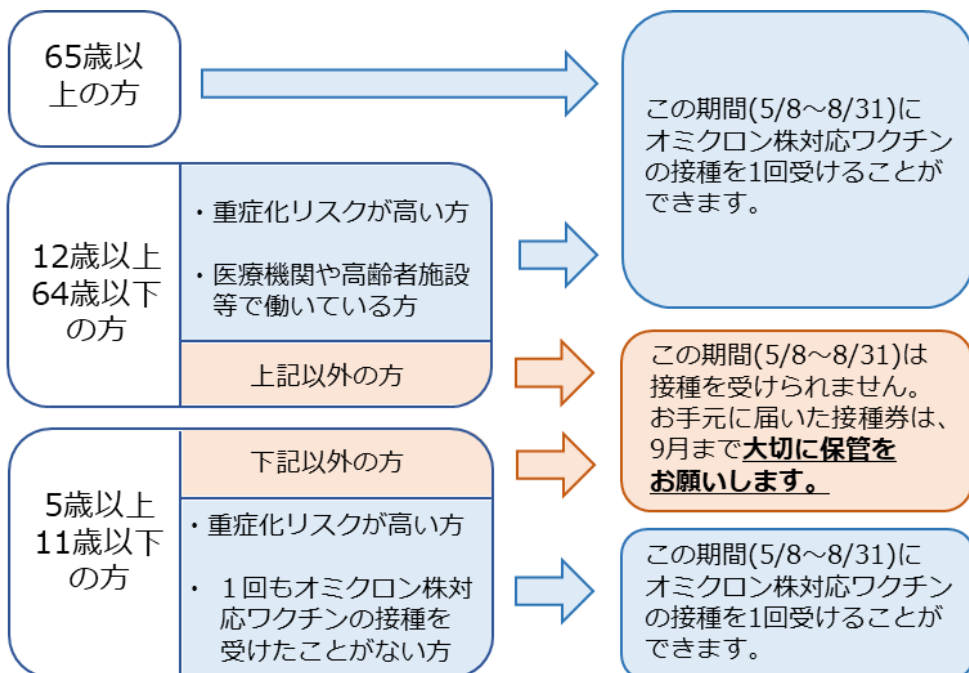 65歳以
上の方
この期間(5/8～8/31)に
オミクロン株対応ワクチン
の接種を1回受けることが
できます。
12歳以上
64歳以下
の方
・重症化リスクが高い方
・医療機関や高齢者施設
等で働いている方
上記以外の方
この期間(5/8～8/31)は
接種を受けられません。
お手元に届いた接種券は、
9月まで大切に保管を
お願いします。
5歳以上
11歳以下
の方
下記以外の方
・重症化リスクが高い方
・ １回もオミクロン株対
応ワクチンの接種を
受けたことがない方
この期間(5/8～8/31)に
オミクロン株対応ワクチン
の接種を1回受けることが
できます。